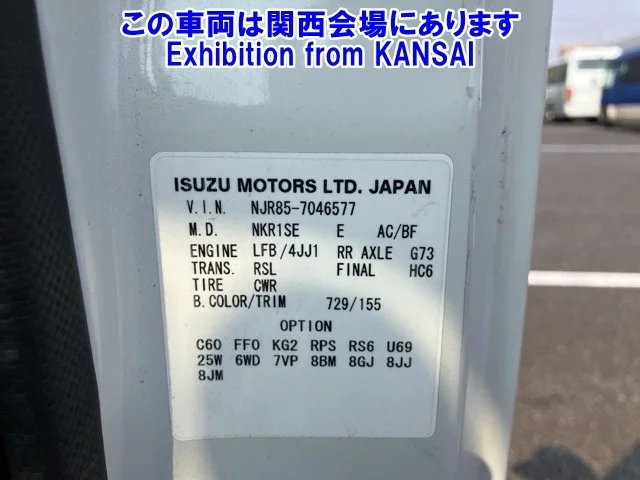 この車両は関西会場にあります
Exhibition from KANSAI
ISUZU MOTORS LTD. JAPAN
V.I.N. NJR85-7046577
M.D. NKR1SE E AC/BF
ENGINE LFB/4JJ1 RR AXLE G73
TRANS. RSL FINAL HC6
TIRE CWR
B.COLOR/TRIM 729/155
OPTION
C60 FFO KG2 RPS RS6 U69
25W 6WD 7VP 8BM 8GJ 8JJ
8JM